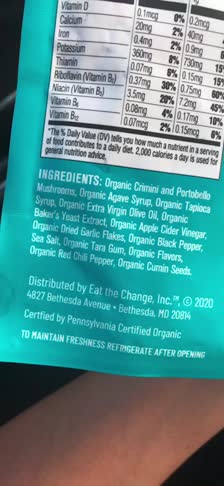 Vitamin D 0.1mcg 0% 0.2mcg
Calcium 20mg 2% 40mg
Iron 0.4mg 2% 0.9mg
Potassium 360mg 8% 730mg 15
Thiamin 0.07mg 6% 0.15mg 15
Riboflavin (Vitamin B₂) 0.37mg 30% 0.75mg 60%
Niacin (Vitamin B₃) 3.5mg 20% 7.2mg
Vitamin B₆ 0.08mg 4% 0.17mg 10%
Vitamin B₁₂ 0.07mcg 2% 0.15mcg
*The % Daily Value (DV) tells you how much a nutrient in a serving
of food contributes to a daily diet. 2,000 calories a day is used for
general nutrition advice.
INGREDIENTS: Organic Crimini and Portobello
Mushrooms, Organic Agave Syrup, Organic Tapioca
Syrup, Organic Extra Virgin Olive Oil, Organic
Baker's Yeast Extract, Organic Apple Cider Vinegar,
Organic Dried Garlic Flakes, Organic Black Pepper,
Sea Salt, Organic Tara Gum, Organic Flavors,
Organic Red Chili Pepper, Organic Cumin Seeds.
Distributed by Eat the Change, Inc.™, © 2020
4827 Bethesda Avenue • Bethesda, MD 20814
Certfied by Pennsylvania Certified Organic
TO MAINTAIN FRESHNESS REFRIGERATE AFTER OPENING